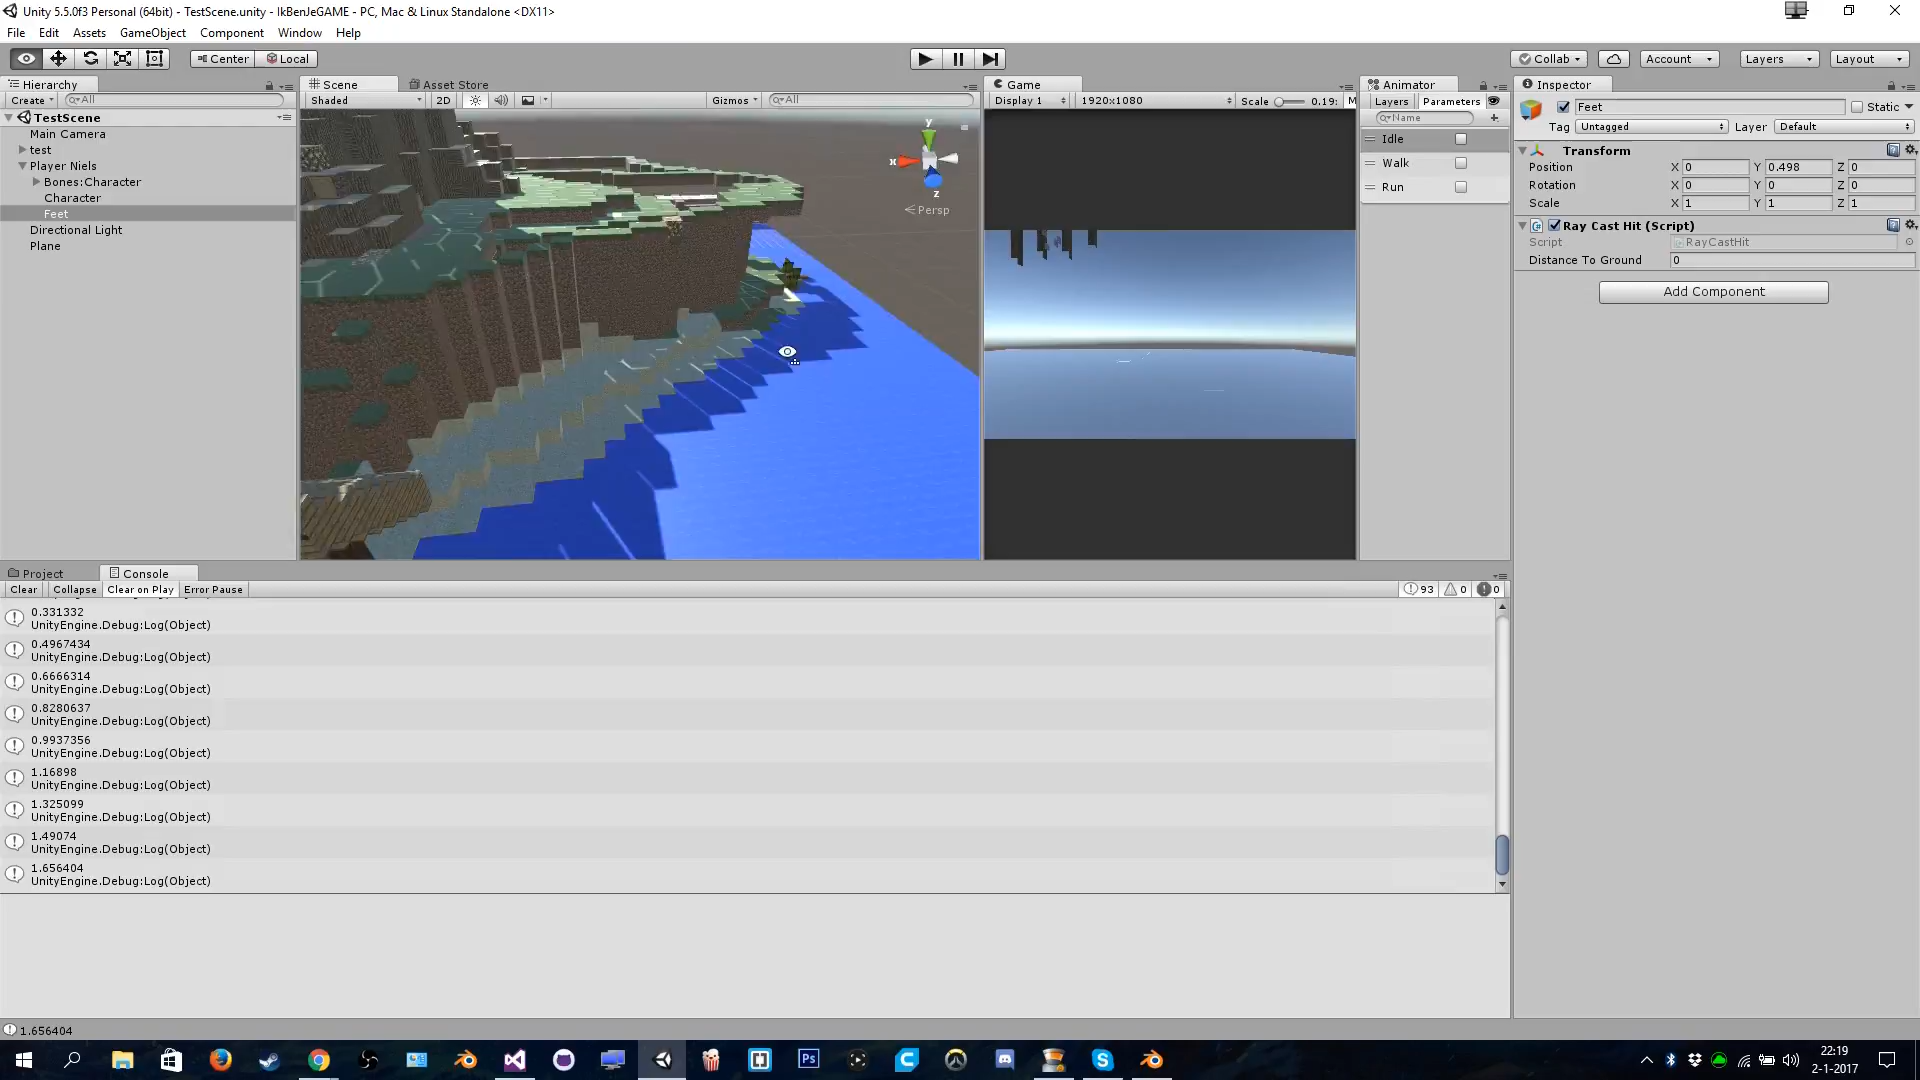 Unity 5.5.0f3 Personal (64bit) - TestScene.unity - IkBenJeGAME - PC, Mac & Linux Standalone <DX11>
File Edit Assets GameObject Component Window Help
Center Local
Collab Account Layers Layout
Hierarchy
Create All
TestScene
Main Camera
test
Player Niels
Bones:Character
Character
Feet
Directional Light
Plane
Scene Asset Store
Shaded 2D Gizmos All
y
x
z
Persp
Game
Display 1 1920x1080 Scale 0.19: M
Animator
Layers Parameters
Name
Idle
Walk
Run
Inspector
Feet Static
Tag Untagged Layer Default
Transform
Position X 0 Y 0.498 Z 0
Rotation X 0 Y 0 Z 0
Scale X 1 Y 1 Z 1
Ray Cast Hit (Script)
Script RayCastHit
Distance To Ground 0
Add Component
Project Console
Clear Collapse Clear on Play Error Pause 93 0 0
0.331332
UnityEngine.Debug:Log(Object)
0.4967434
UnityEngine.Debug:Log(Object)
0.6666314
UnityEngine.Debug:Log(Object)
0.8280637
UnityEngine.Debug:Log(Object)
0.9937356
UnityEngine.Debug:Log(Object)
1.16898
UnityEngine.Debug:Log(Object)
1.325099
UnityEngine.Debug:Log(Object)
1.49074
UnityEngine.Debug:Log(Object)
1.656404
UnityEngine.Debug:Log(Object)
1.656404
Ps
22:19
2-1-2017